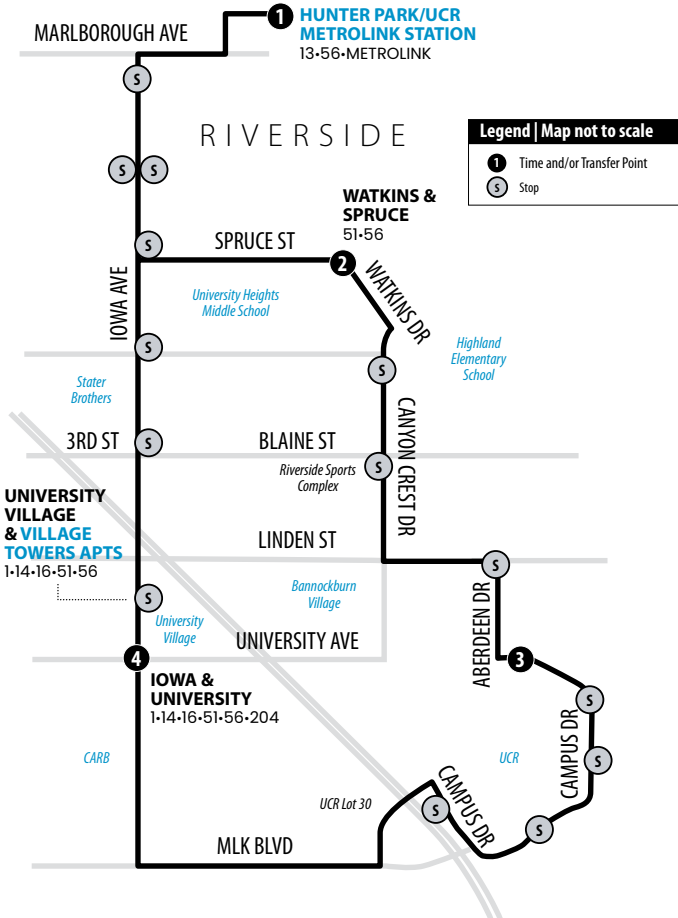 1
HUNTER PARK/UCR
METROLINK STATION
13•56•METROLINK
MARLBOROUGH AVE
S
RIVERSIDE
Legend | Map not to scale
1 Time and/or Transfer Point
S Stop
S S
WATKINS &
SPRUCE
51•56
S
SPRUCE ST
2
WATKINS DR
IOWA AVE
University Heights
Middle School
S
Highland
Elementary
School
S
Stater
Brothers
CANYON CREST DR
3RD ST
S
BLAINE ST
S
Riverside Sports
Complex
UNIVERSITY
VILLAGE
& VILLAGE
TOWERS APTS
1•14•16•51•56
LINDEN ST
S
Bannockburn
Village
ABERDEEN DR
S
University
Village
UNIVERSITY AVE
4
3
IOWA &
UNIVERSITY
1•14•16•51•56•204
S
CAMPUS DR
CARB
UCR
S
UCR Lot 30
CAMPUS DR
S
S
MLK BLVD